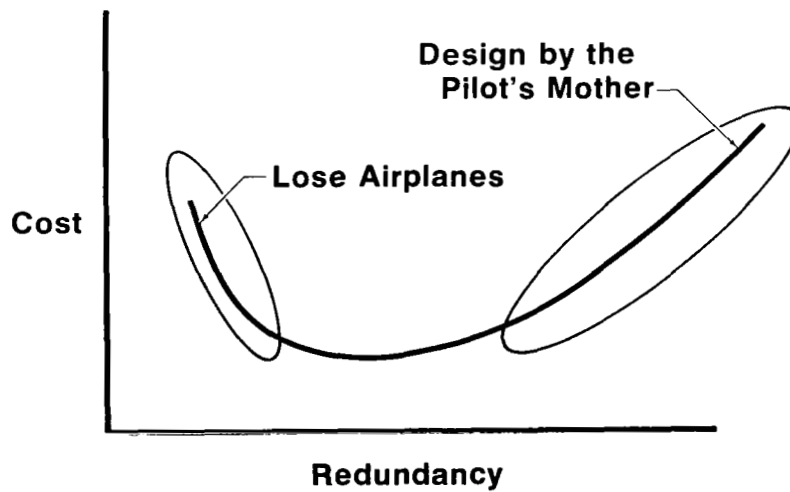 Design by the
Pilot's Mother
Lose Airplanes
Cost
Redundancy